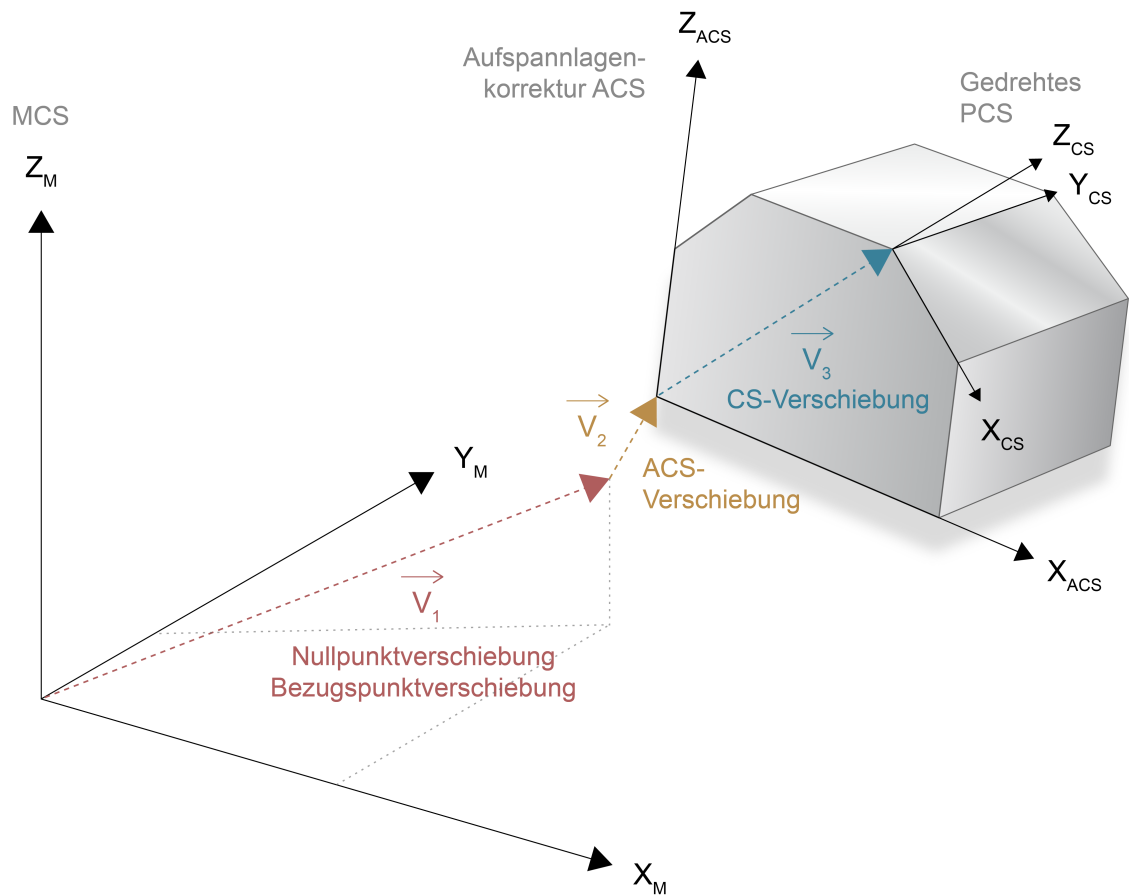 Z_ACS
Aufspannlagen-
korrektur ACS
Gedrehtes
PCS
MCS
Z_CS
Z_M
Y_CS
V_3
CS-Verschiebung
V_2
X_CS
Y_M
ACS-
Verschiebung
X_ACS
V_1
Nullpunktverschiebung
Bezugspunktverschiebung
X_M